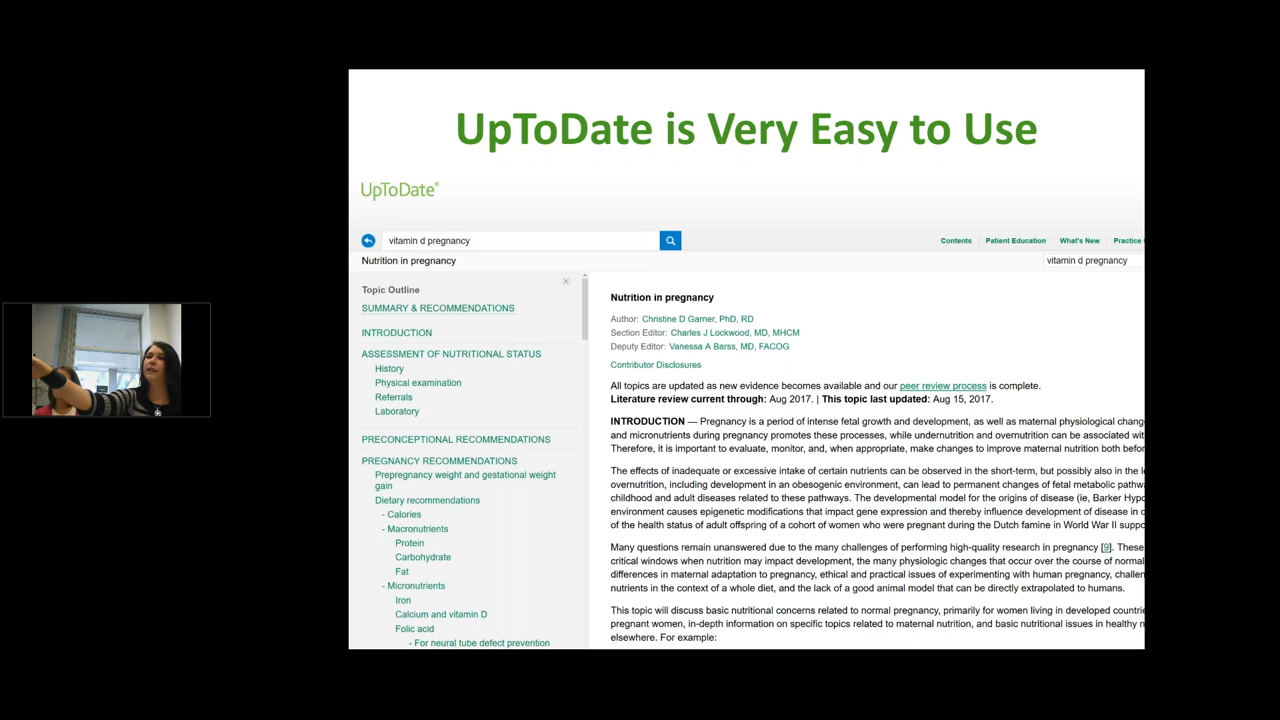 UpToDate is Very Easy to Use
UpToDate®
vitamin d pregnancy
Contents
Patient Education
What's New
Practice
Nutrition in pregnancy
vitamin d pregnancy
Topic Outline
SUMMARY & RECOMMENDATIONS
INTRODUCTION
ASSESSMENT OF NUTRITIONAL STATUS
History
Physical examination
Referrals
Laboratory
PRECONCEPTIONAL RECOMMENDATIONS
PREGNANCY RECOMMENDATIONS
Prepregnancy weight and gestational weight
gain
Dietary recommendations
- Calories
- Macronutrients
Protein
Carbohydrate
Fat
- Micronutrients
Iron
Calcium and vitamin D
Folic acid
- For neural tube defect prevention
Nutrition in pregnancy
Author: Christine D Garner, PhD, RD
Section Editor: Charles J Lockwood, MD, MHCM
Deputy Editor: Vanessa A Barss, MD, FACOG
Contributor Disclosures
All topics are updated as new evidence becomes available and our peer review process is complete.
Literature review current through: Aug 2017. | This topic last updated: Aug 15, 2017.
INTRODUCTION — Pregnancy is a period of intense fetal growth and development, as well as maternal physiological chang
and micronutrients during pregnancy promotes these processes, while undernutrition and overnutrition can be associated wit
Therefore, it is important to evaluate, monitor, and, when appropriate, make changes to improve maternal nutrition both befor
The effects of inadequate or excessive intake of certain nutrients can be observed in the short-term, but possibly also in the l
overnutrition, including development in an obesogenic environment, can lead to permanent changes of fetal metabolic pathw
childhood and adult diseases related to these pathways. The developmental model for the origins of disease (ie, Barker Hypo
environment causes epigenetic modifications that impact gene expression and thereby influence development of disease in
of the health status of adult offspring of a cohort of women who were pregnant during the Dutch famine in World War II suppo
Many questions remain unanswered due to the many challenges of performing high-quality research in pregnancy [9]. These
critical windows when nutrition may impact development, the many physiologic changes that occur over the course of normal
differences in maternal adaptation to pregnancy, ethical and practical issues of experimenting with human pregnancy, challen
nutrients in the context of a whole diet, and the lack of a good animal model that can be directly extrapolated to humans.
This topic will discuss basic nutritional concerns related to normal pregnancy, primarily for women living in developed countrie
pregnant women, in-depth information on specific topics related to maternal nutrition, and basic nutritional issues in healthy n
elsewhere. For example: